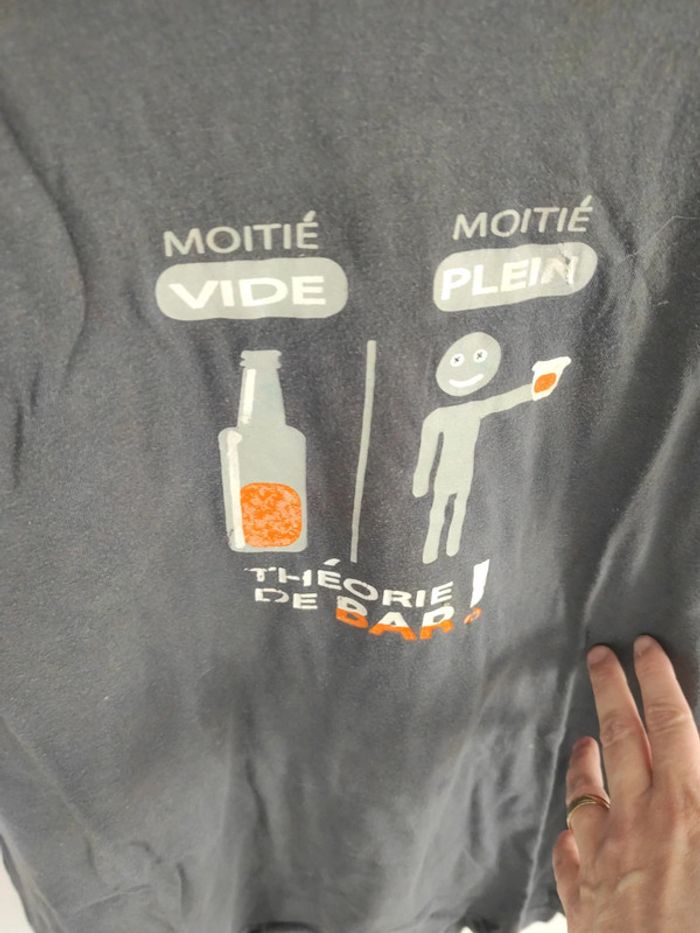 MOITIÉ
VIDE
MOITIÉ
PLEIN
THÉORIE
DE BAR !